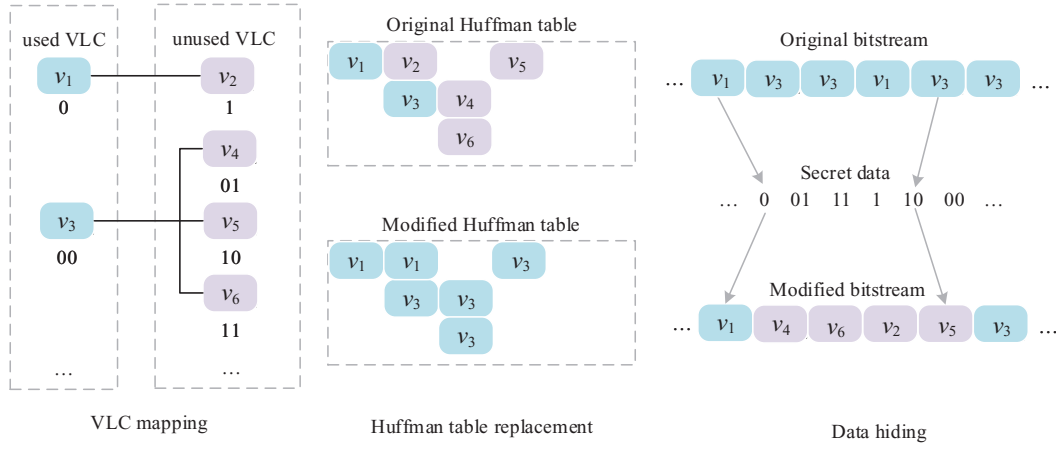 used VLC
unused VLC
v1
v2
0
1
v4
01
v3
v5
00
10
v6
11
...
...
VLC mapping
Original Huffman table
v1 v2 v5
v3 v4
v6
Modified Huffman table
v1 v1 v3
v3 v3
v3
Huffman table replacement
Original bitstream
... v1 v3 v3 v1 v3 v3 ...
Secret data
... 0 01 11 1 10 00 ...
Modified bitstream
... v1 v4 v6 v2 v5 v3 ...
Data hiding